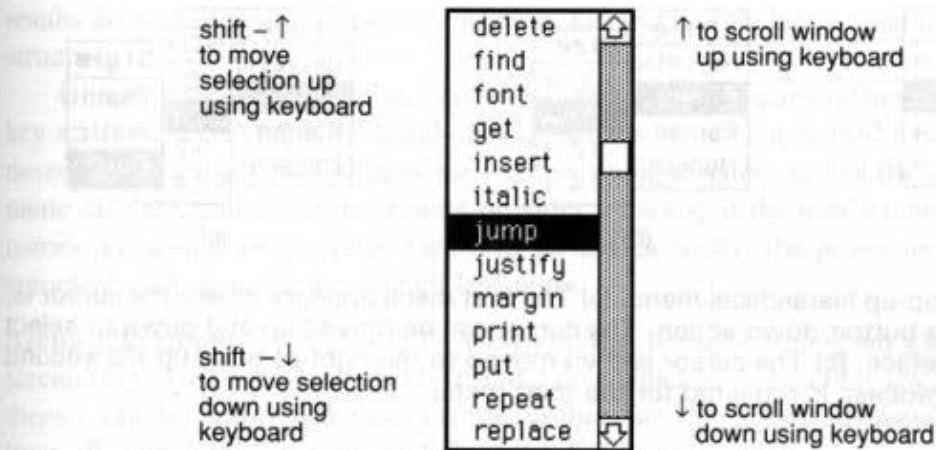 shift – ↑
to move
selection up
using keyboard
delete
find
font
get
insert
italic
jump
justify
margin
print
put
repeat
replace
↑ to scroll window
up using keyboard
shift – ↓
to move selection
down using
keyboard
↓ to scroll window
down using keyboard